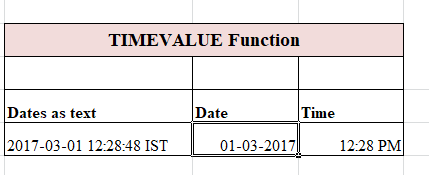 TIMEVALUE Function
Dates as text Date Time
2017-03-01 12:28:48 IST 01-03-2017 12:28 PM